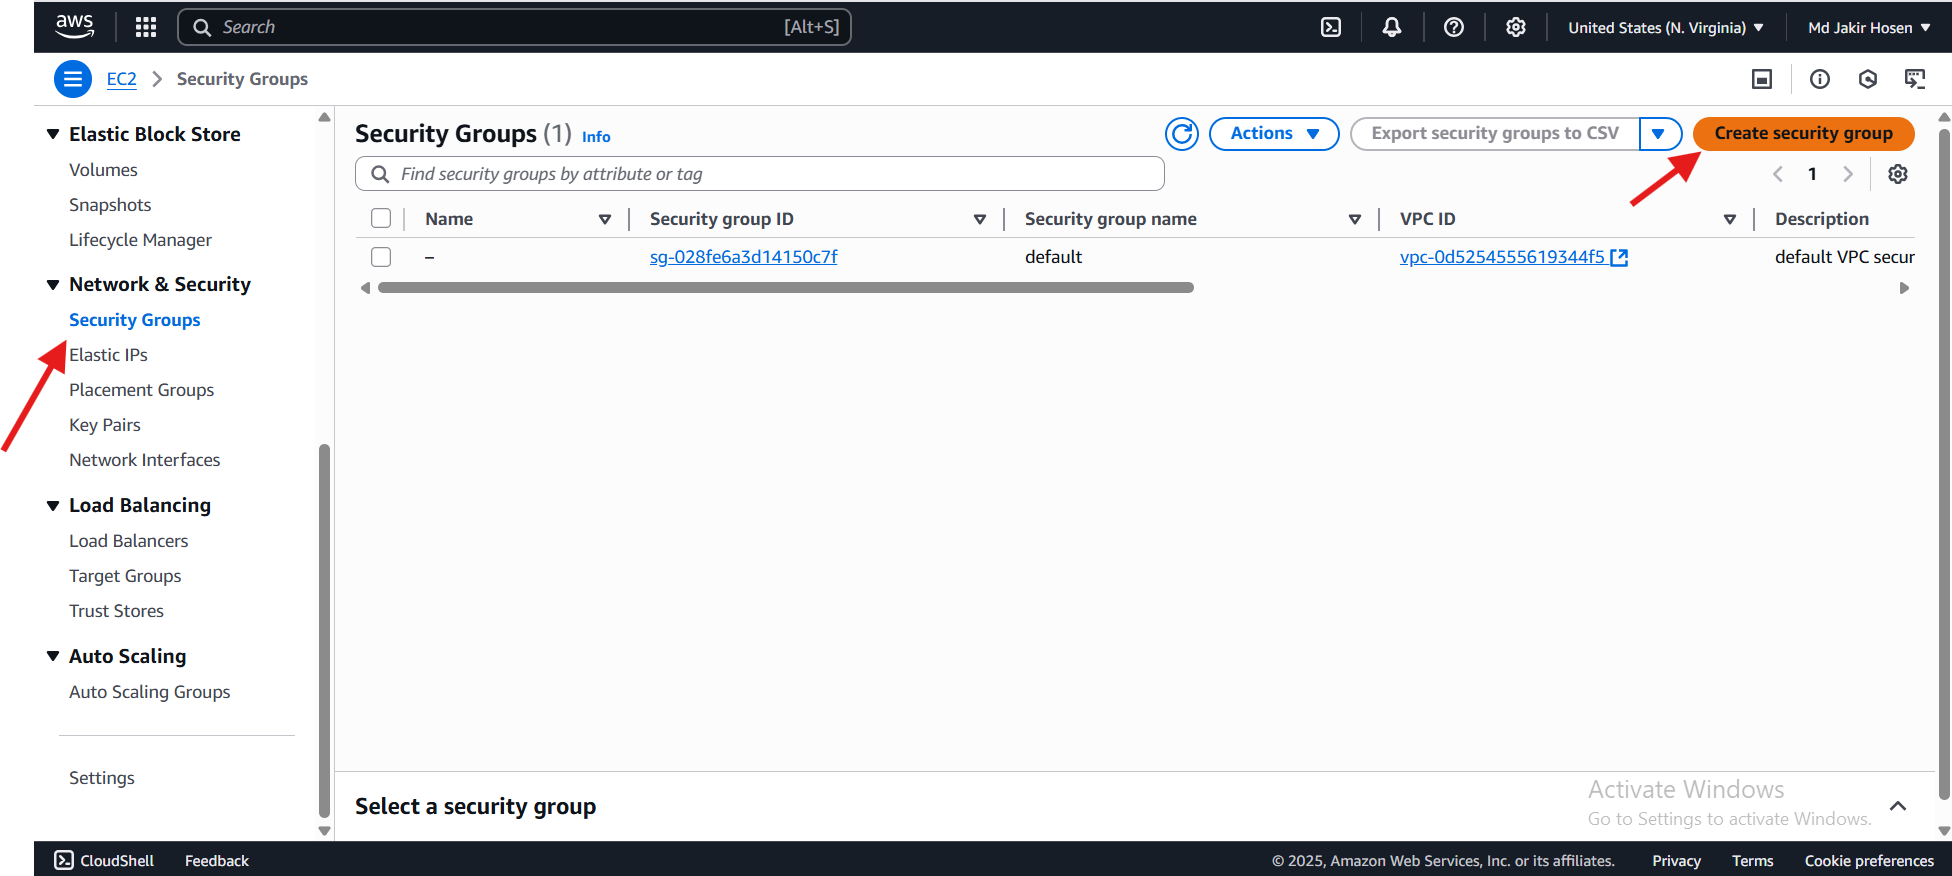 aws
Search [Alt+S]
United States (N. Virginia)
Md Jakir Hosen
EC2 > Security Groups
Elastic Block Store
Volumes
Snapshots
Lifecycle Manager
Network & Security
Security Groups
Elastic IPs
Placement Groups
Key Pairs
Network Interfaces
Load Balancing
Load Balancers
Target Groups
Trust Stores
Auto Scaling
Auto Scaling Groups
Settings
Security Groups (1) Info
Actions
Export security groups to CSV
Create security group
Find security groups by attribute or tag
1
Name Security group ID Security group name VPC ID Description
– sg-028fe6a3d14150c7f default vpc-0d5254555619344f5 default VPC secur
Select a security group
Activate Windows
Go to Settings to activate Windows.
CloudShell Feedback © 2025, Amazon Web Services, Inc. or its affiliates. Privacy Terms Cookie preferences